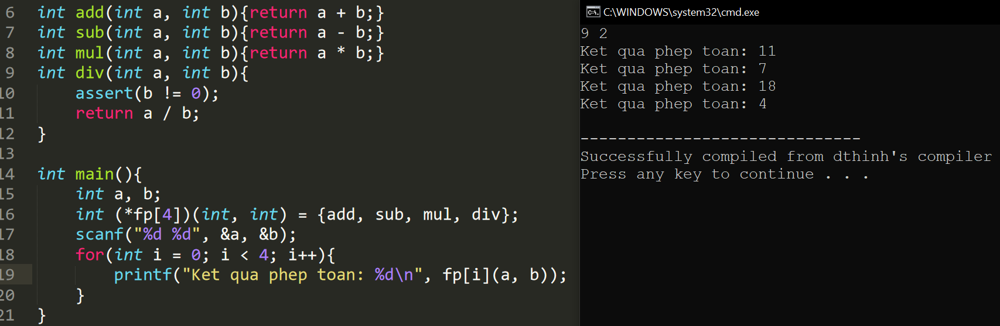 6 int add(int a, int b){return a + b;}
7 int sub(int a, int b){return a - b;}
8 int mul(int a, int b){return a * b;}
9 int div(int a, int b){
10 assert(b != 0);
11 return a / b;
12 }
13
14 int main(){
15 int a, b;
16 int (*fp[4])(int, int) = {add, sub, mul, div};
17 scanf("%d %d", &a, &b);
18 for(int i = 0; i < 4; i++){
19 printf("Ket qua phep toan: %d\n", fp[i](a, b));
20 }
21 }
C:\WINDOWS\system32\cmd.exe
9 2
Ket qua phep toan: 11
Ket qua phep toan: 7
Ket qua phep toan: 18
Ket qua phep toan: 4
------------------------------
Successfully compiled from dthinh's compiler
Press any key to continue . . .